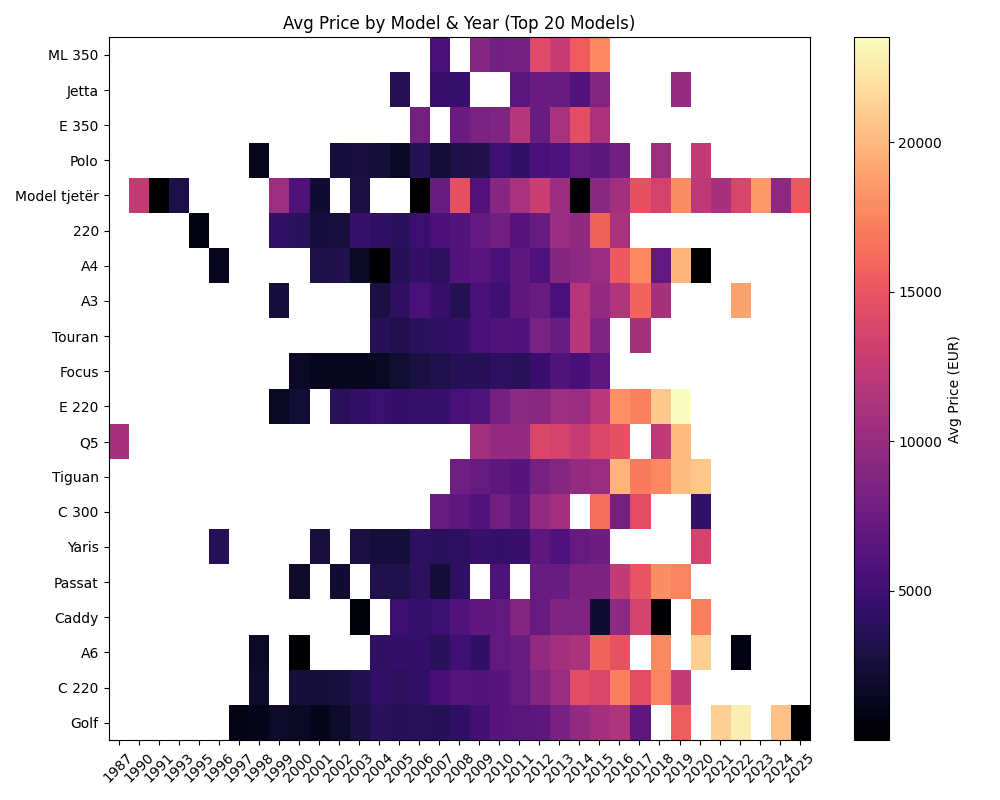 Avg Price by Model & Year (Top 20 Models)
ML 350
Jetta
E 350
Polo
Model tjetër
220
A4
A3
Touran
Focus
E 220
Q5
Tiguan
C 300
Yaris
Passat
Caddy
A6
C 220
Golf
1987 1990 1991 1993 1995 1996 1997 1998 1999 2000 2001 2002 2003 2004 2005 2006 2007 2008 2009 2010 2011 2012 2013 2014 2015 2016 2017 2018 2019 2020 2021 2022 2023 2024 2025
20000
15000
10000
5000
Avg Price (EUR)